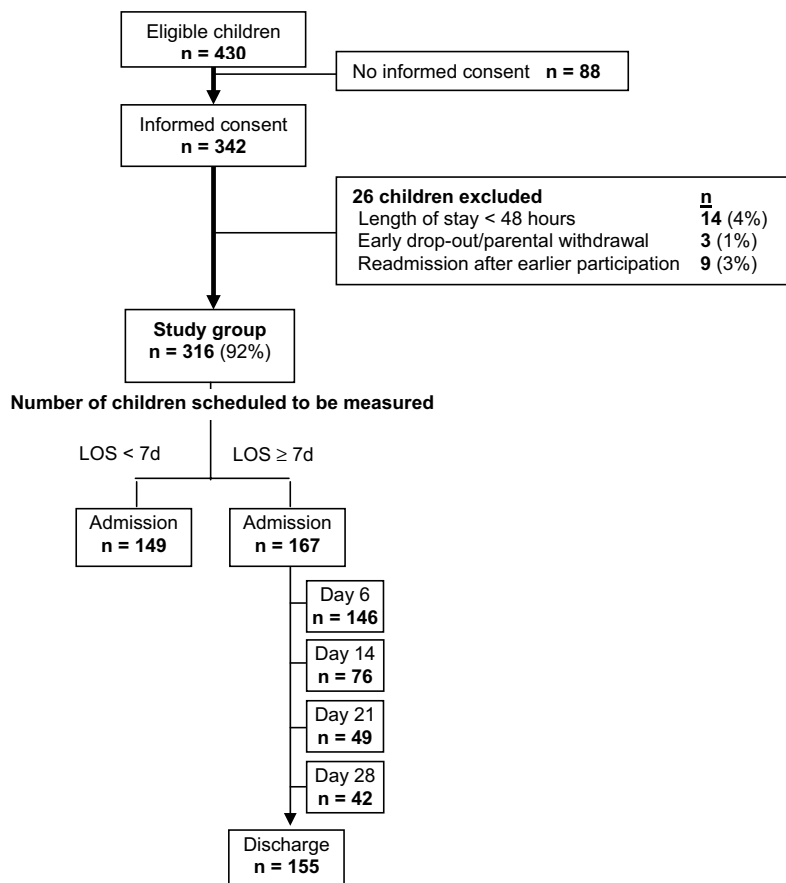 Eligible children
n = 430
No informed consent n = 88
Informed consent
n = 342
26 children excluded n
Length of stay < 48 hours 14 (4%)
Early drop-out/parental withdrawal 3 (1%)
Readmission after earlier participation 9 (3%)
Study group
n = 316 (92%)
Number of children scheduled to be measured
LOS < 7d LOS ≥ 7d
Admission
n = 149
Admission
n = 167
Day 6
n = 146
Day 14
n = 76
Day 21
n = 49
Day 28
n = 42
Discharge
n = 155